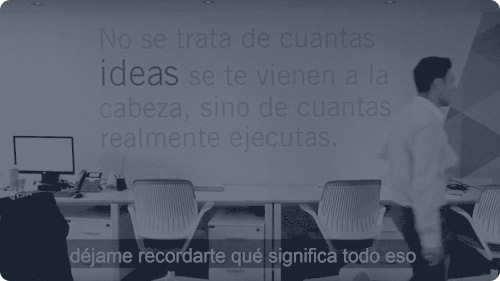 No se trata de cuantas
ideas se te vienen a la
cabeza, sino de cuantas
realmente ejecutas.
déjame recordarte qué significa todo eso